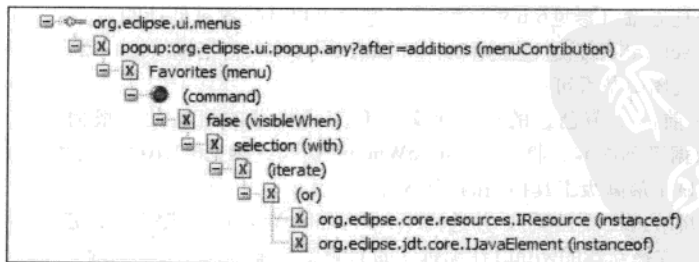 org.eclipse.ui.menus
popup:org.eclipse.ui.popup.any?after=additions (menuContribution)
Favorites (menu)
(command)
false (visibleWhen)
selection (with)
(iterate)
(or)
org.eclipse.core.resources.IResource (instanceof)
org.eclipse.jdt.core.IJavaElement (instanceof)